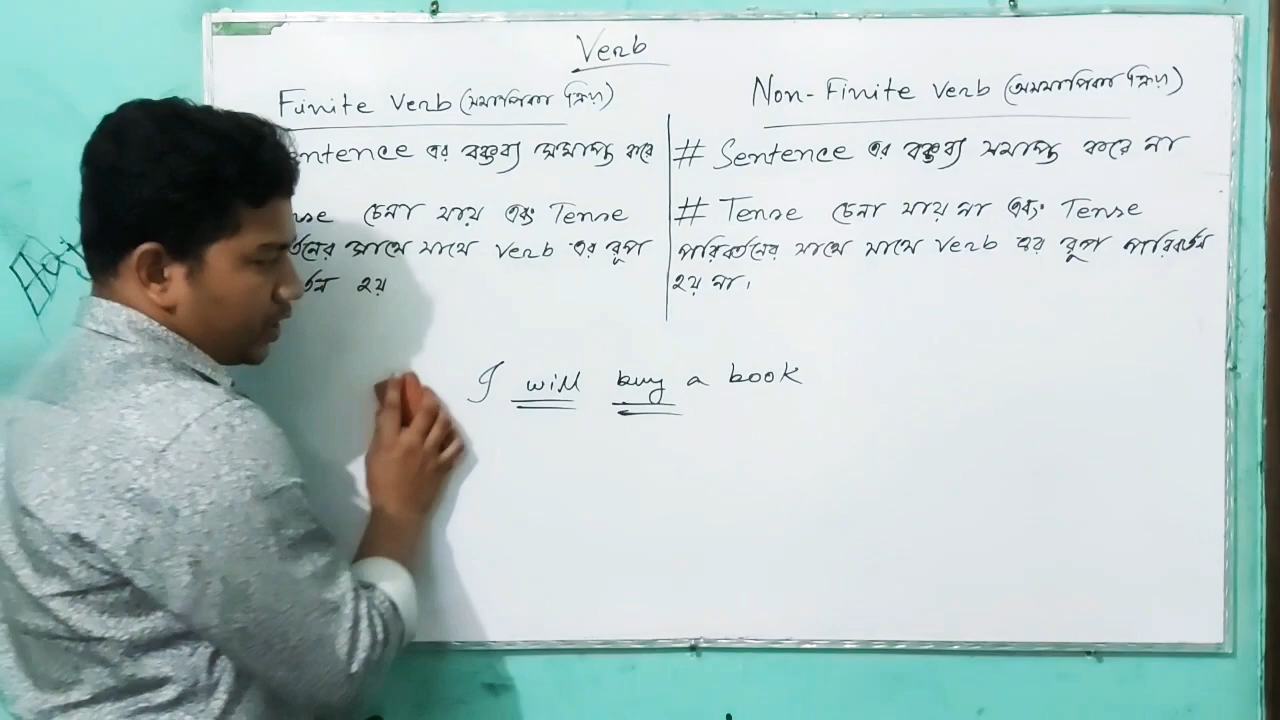 Verb
Finite Verb (সমাপিকা ক্রিয়া)
entence এর বক্তব্য সমাপ্ত করে
nse চেনা যায় এবং Tense
র্তনের সাথে সাথে verb এর রূপ
র্তন হয়
Non-Finite Verb (অসমাপিকা ক্রিয়া)
# Sentence এর বক্তব্য সমাপ্ত করে না
# Tense চেনা যায় না এবং Tense
পরিবর্তনের সাথে সাথে verb এর রূপ পরিবর্তন
হয় না।
I will buy a book